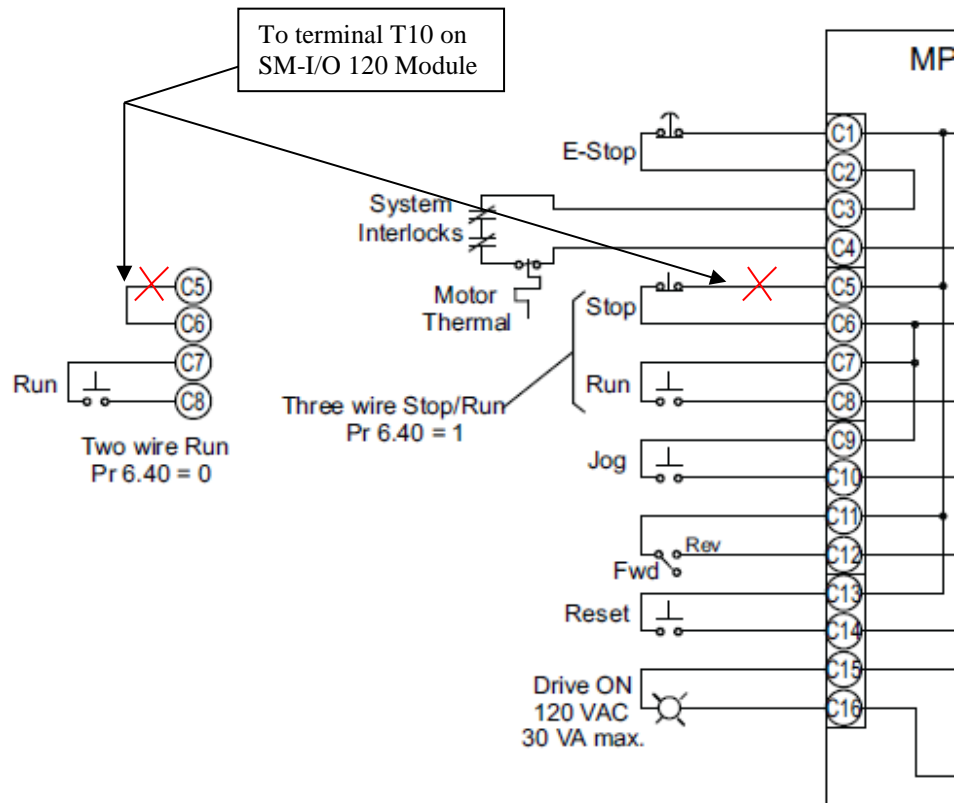 To terminal T10 on
SM-I/O 120 Module
MP
C1
E-Stop
C2
System
Interlocks
C3
C4
Motor
Thermal
C5
C6
C7
C8
Run
Two wire Run
Pr 6.40 = 0
Stop
C5
C6
Run
C7
C8
Three wire Stop/Run
Pr 6.40 = 1
C9
Jog
C10
C11
Rev
C12
Fwd
C13
Reset
C14
C15
Drive ON
120 VAC
30 VA max.
C16